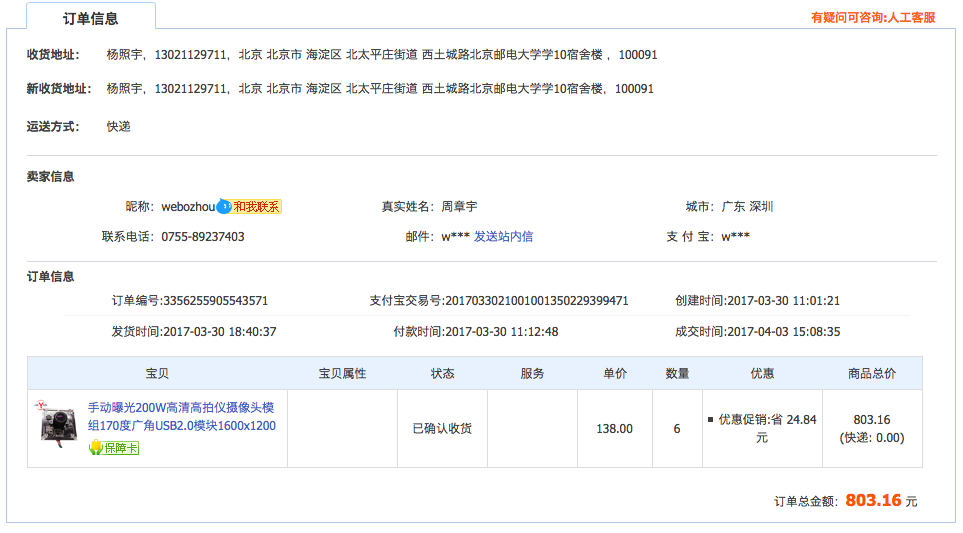 订单信息
有疑问可咨询:人工客服
收货地址： 杨照宇，13021129711，北京 北京市 海淀区 北太平庄街道 西土城路北京邮电大学学10宿舍楼 ，100091
新收货地址： 杨照宇，13021129711，北京 北京市 海淀区 北太平庄街道 西土城路北京邮电大学学10宿舍楼，100091
运送方式： 快递
卖家信息
昵称：webozhou 和我联系 真实姓名：周章宇 城市：广东 深圳
联系电话：0755-89237403 邮件：w*** 发送站内信 支 付 宝：w***
订单信息
订单编号:3356255905543571 支付宝交易号:2017033021001001350229399471 创建时间:2017-03-30 11:01:21
发货时间:2017-03-30 18:40:37 付款时间:2017-03-30 11:12:48 成交时间:2017-04-03 15:08:35
宝贝 宝贝属性 状态 服务 单价 数量 优惠 商品总价
手动曝光200W高清高拍仪摄像头模
组170度广角USB2.0模块1600x1200
保障卡
已确认收货
138.00
6
优惠促销:省 24.84
元
803.16
(快递: 0.00)
订单总金额：803.16 元